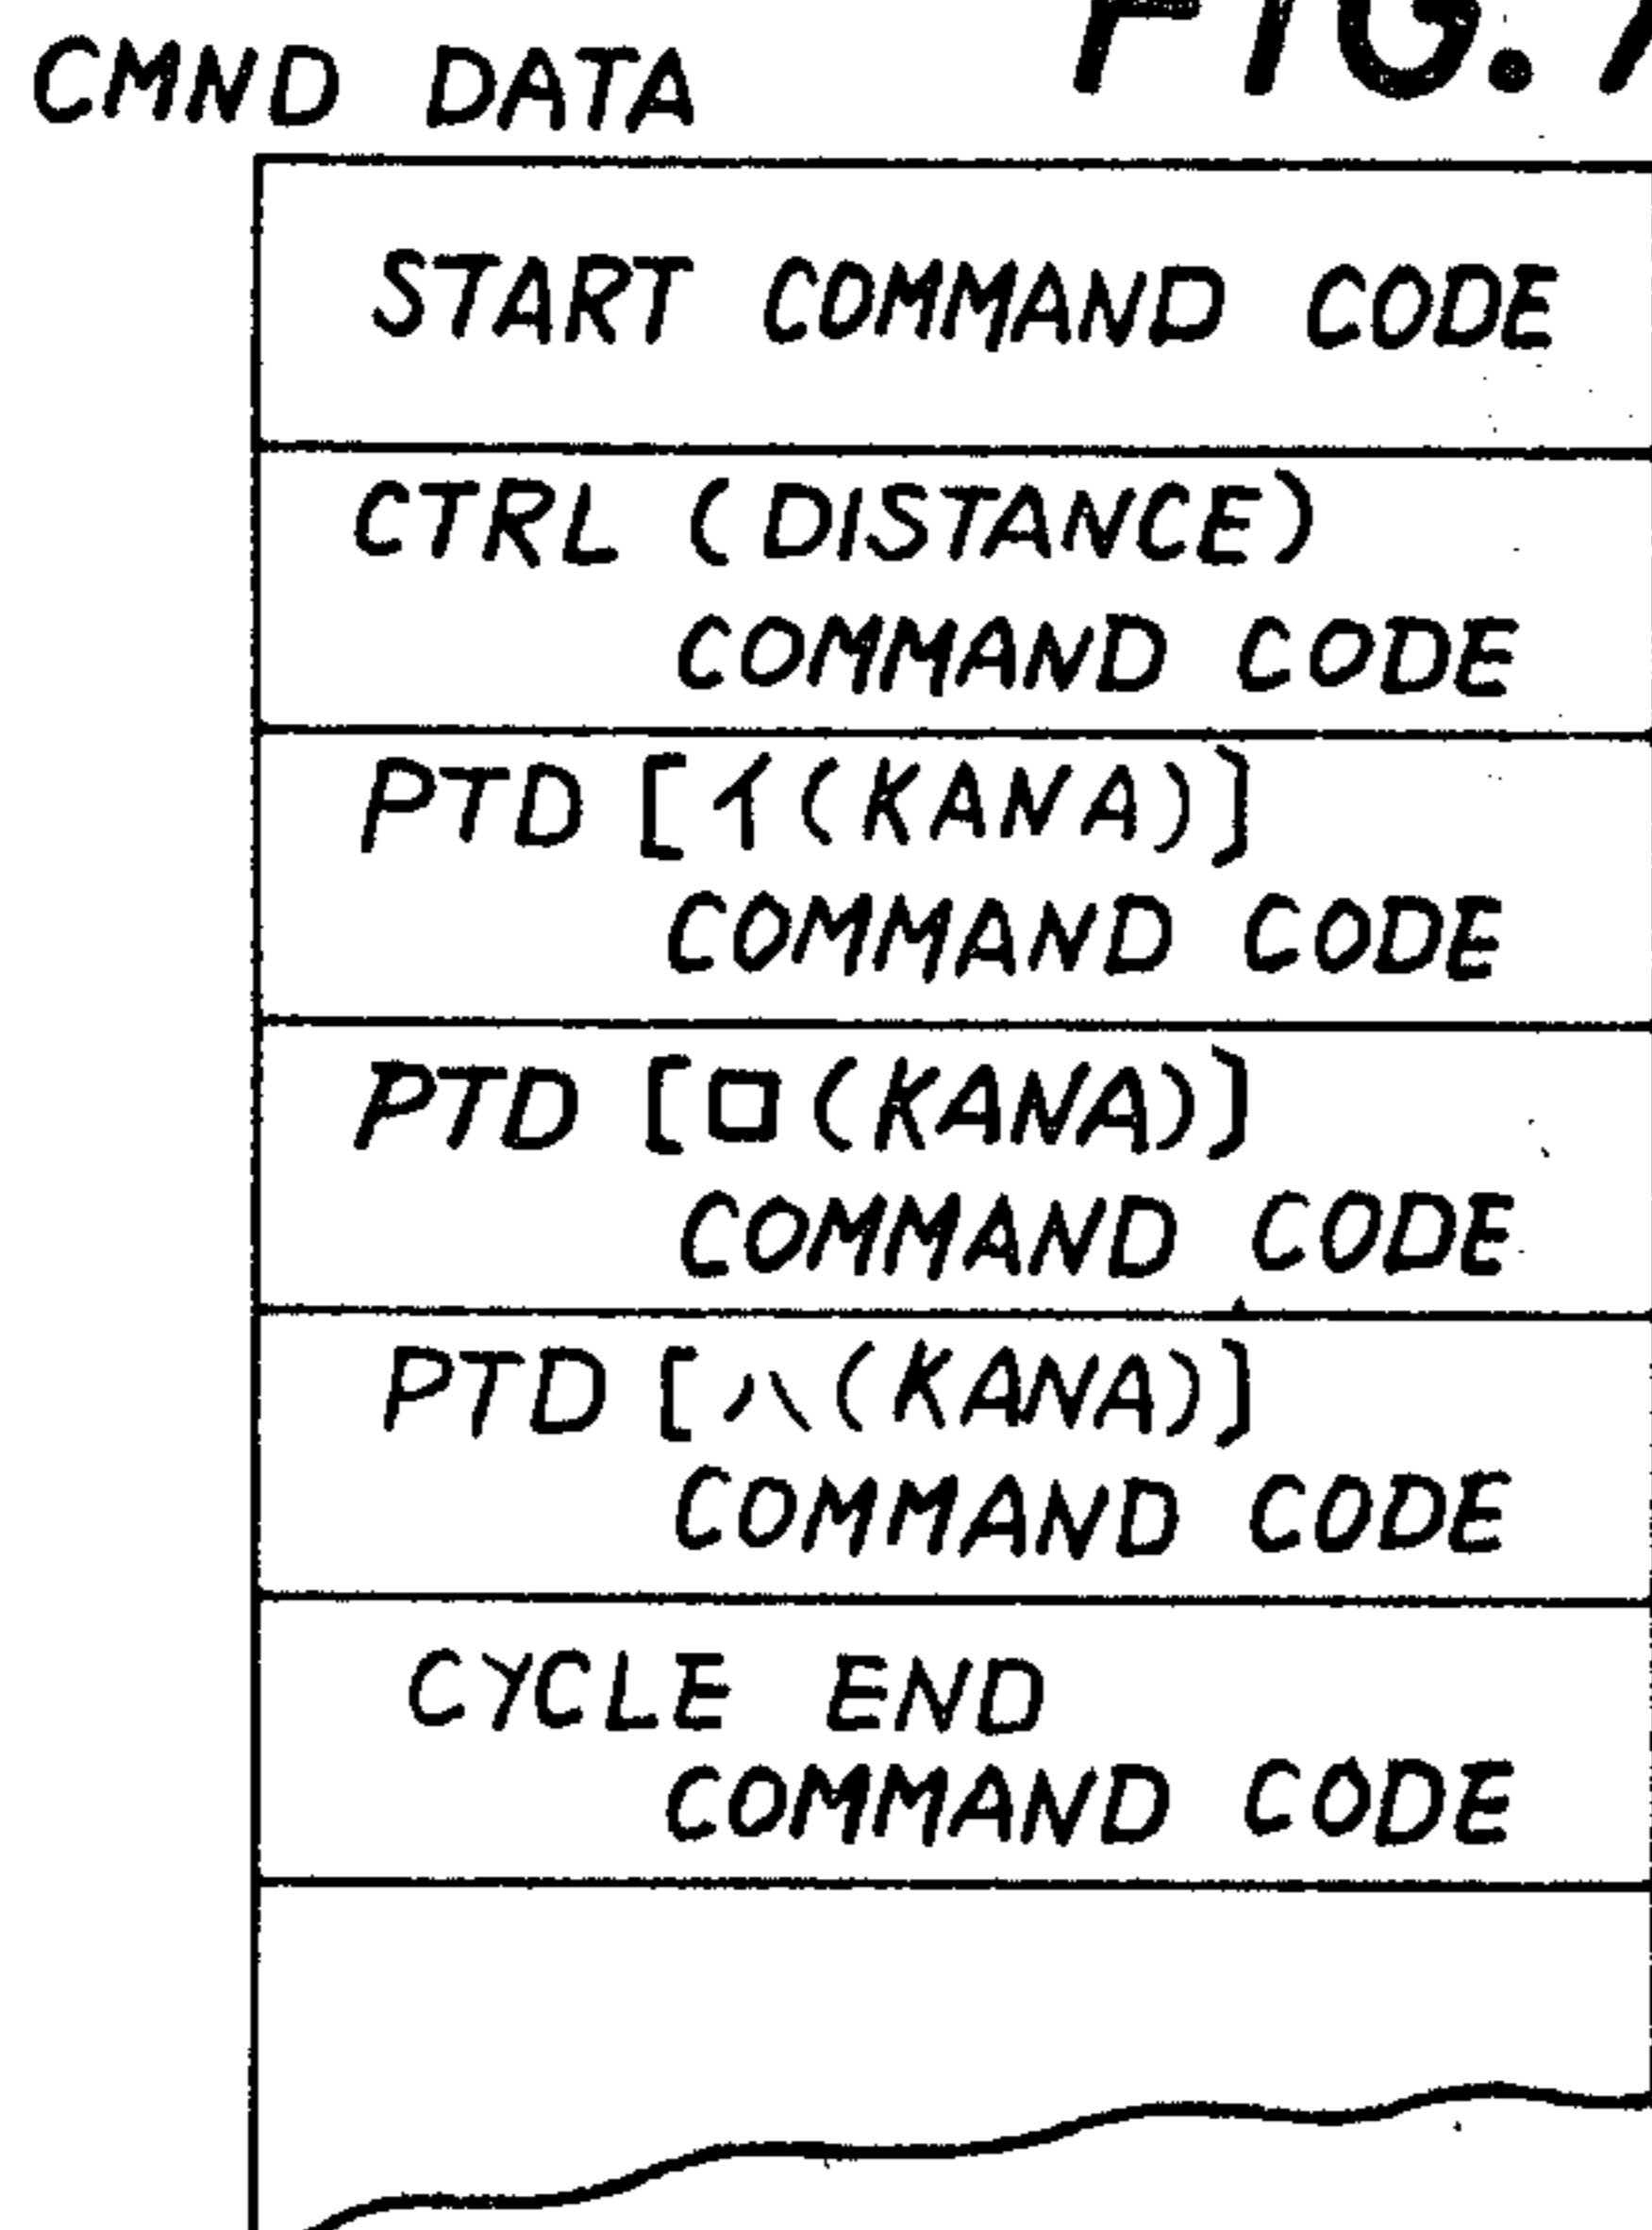 FIG. 7
CMND DATA
START COMMAND CODE
CTRL (DISTANCE)
COMMAND CODE
PTD [イ(KANA)]
COMMAND CODE
PTD [ロ(KANA)]
COMMAND CODE
PTD [ハ(KANA)]
COMMAND CODE
CYCLE END
COMMAND CODE